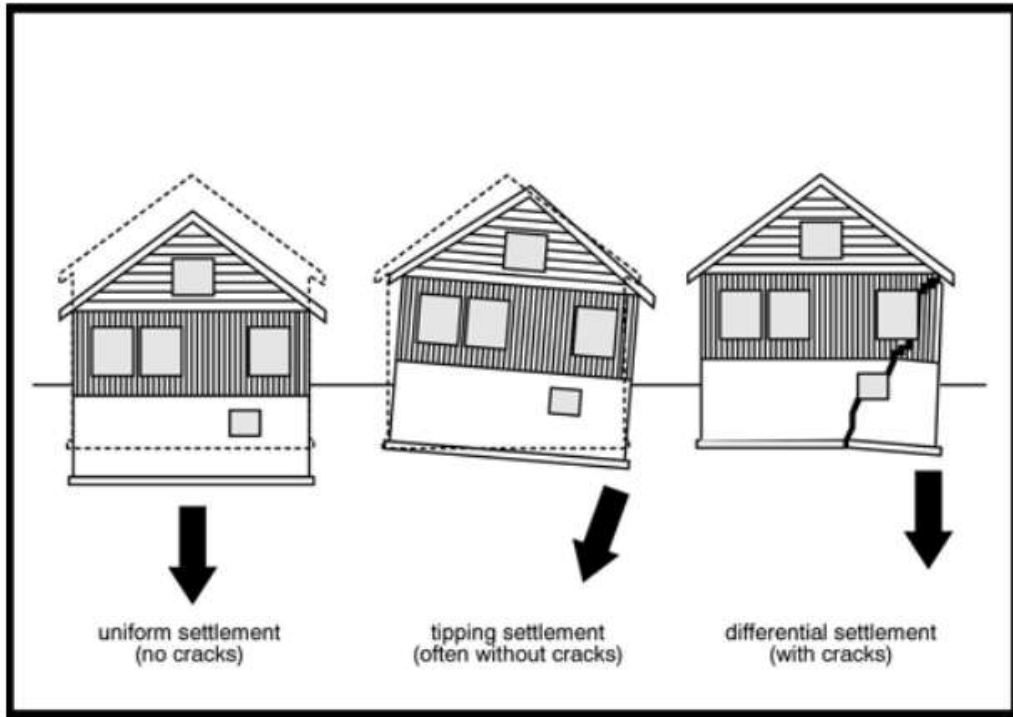 uniform settlement
(no cracks)
tipping settlement
(often without cracks)
differential settlement
(with cracks)